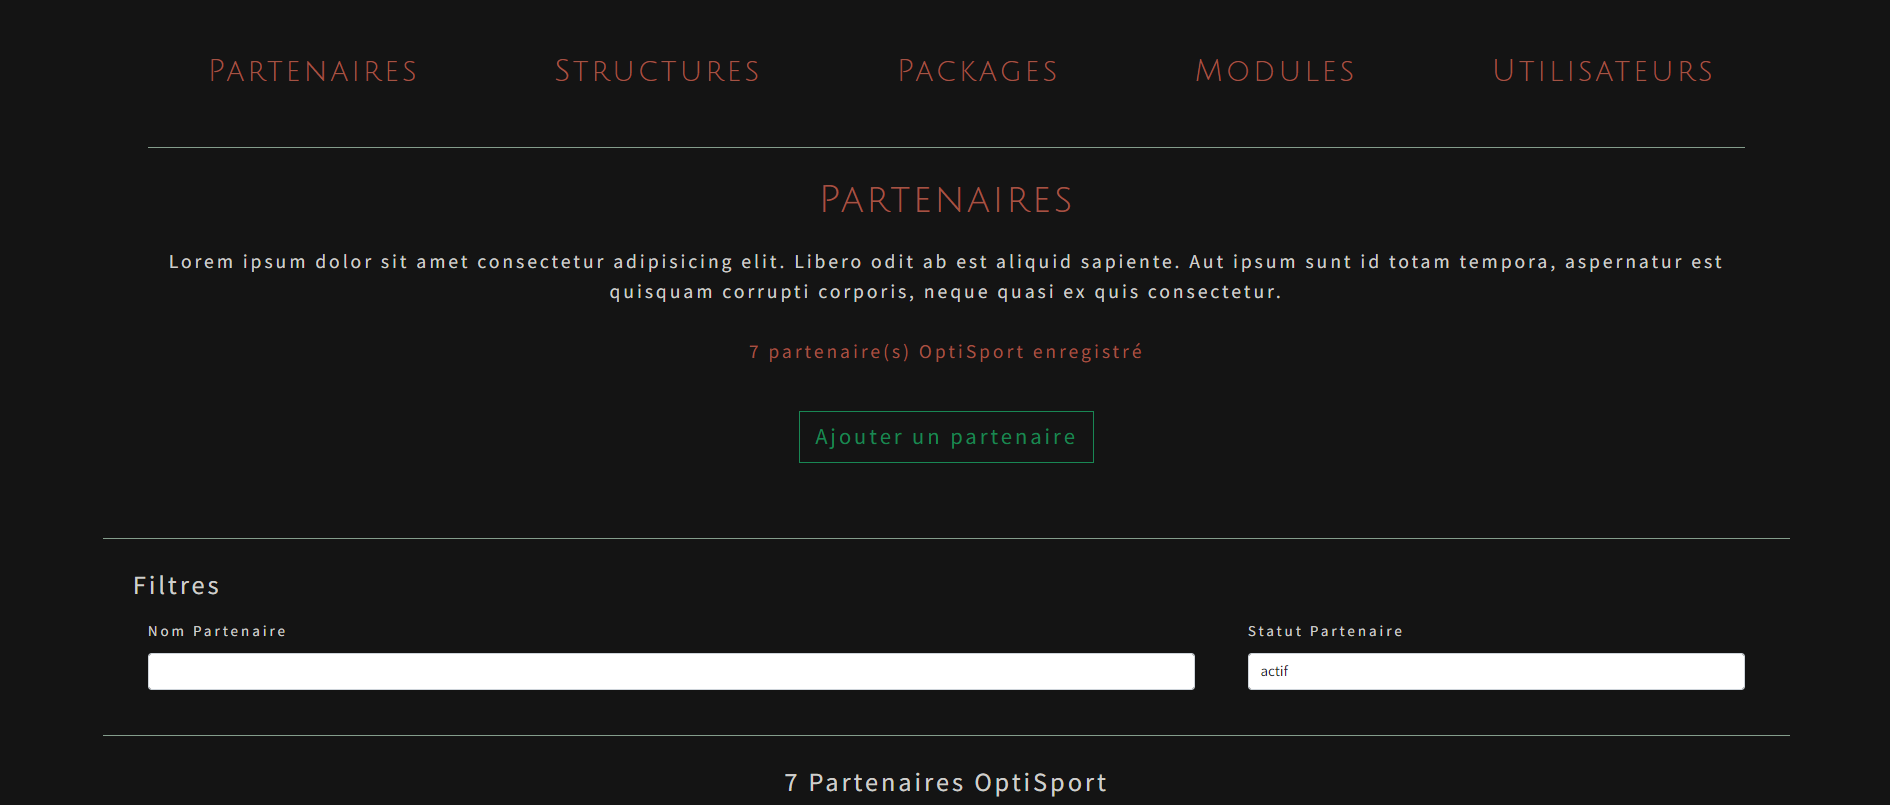 Partenaires Structures Packages Modules Utilisateurs
Partenaires
Lorem ipsum dolor sit amet consectetur adipisicing elit. Libero odit ab est aliquid sapiente. Aut ipsum sunt id totam tempora, aspernatur est
quisquam corrupti corporis, neque quasi ex quis consectetur.
7 partenaire(s) OptiSport enregistré
Ajouter un partenaire
Filtres
Nom Partenaire Statut Partenaire
actif
7 Partenaires OptiSport